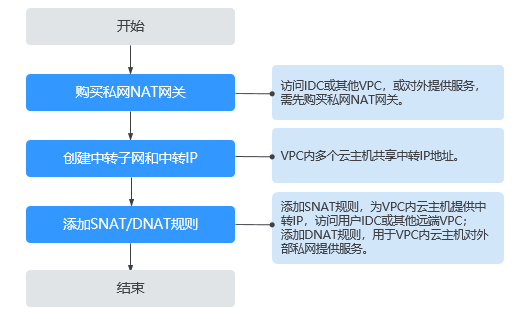 开始
购买私网NAT网关
访问IDC或其他VPC，或对外提供服务，
需先购买私网NAT网关。
创建中转子网和中转IP
VPC内多个云主机共享中转IP地址。
添加SNAT/DNAT规则
添加SNAT规则，为VPC内云主机提供中
转IP，访问用户IDC或其他远端VPC；
添加DNAT规则，用于VPC内云主机对外
部私网提供服务。
结束